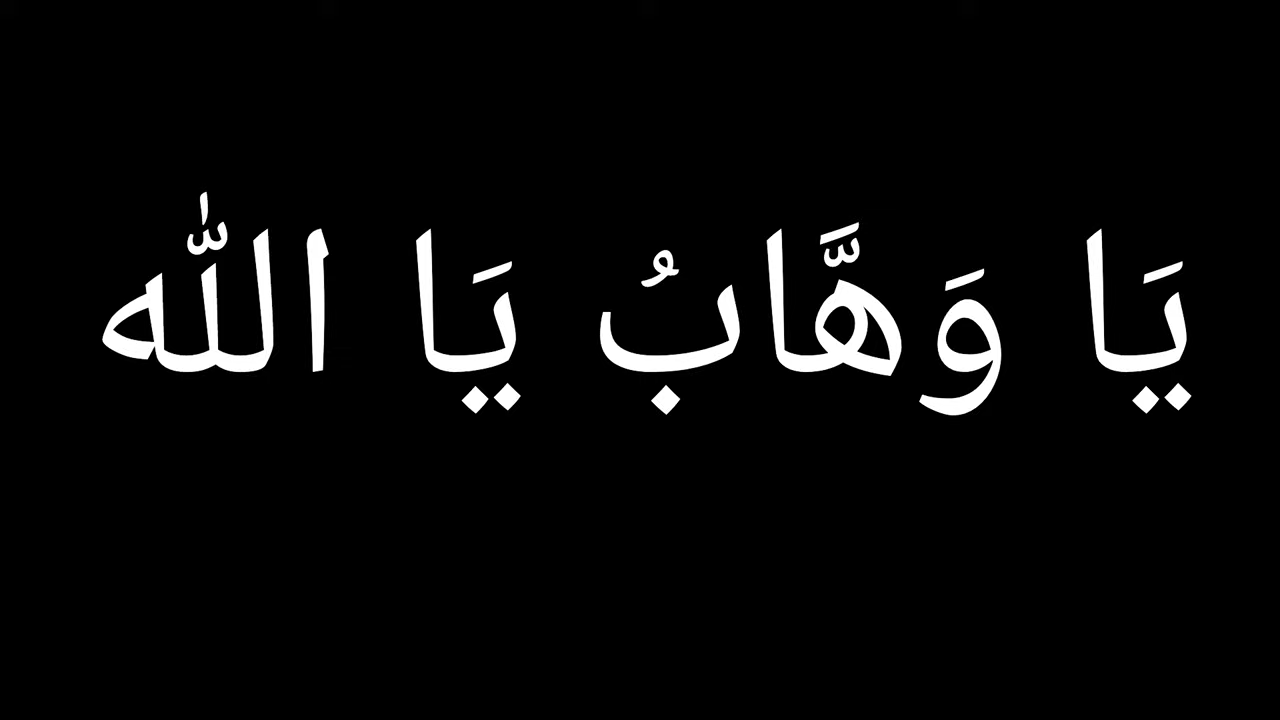 يَا وَهَّابُ يَا اللّٰه